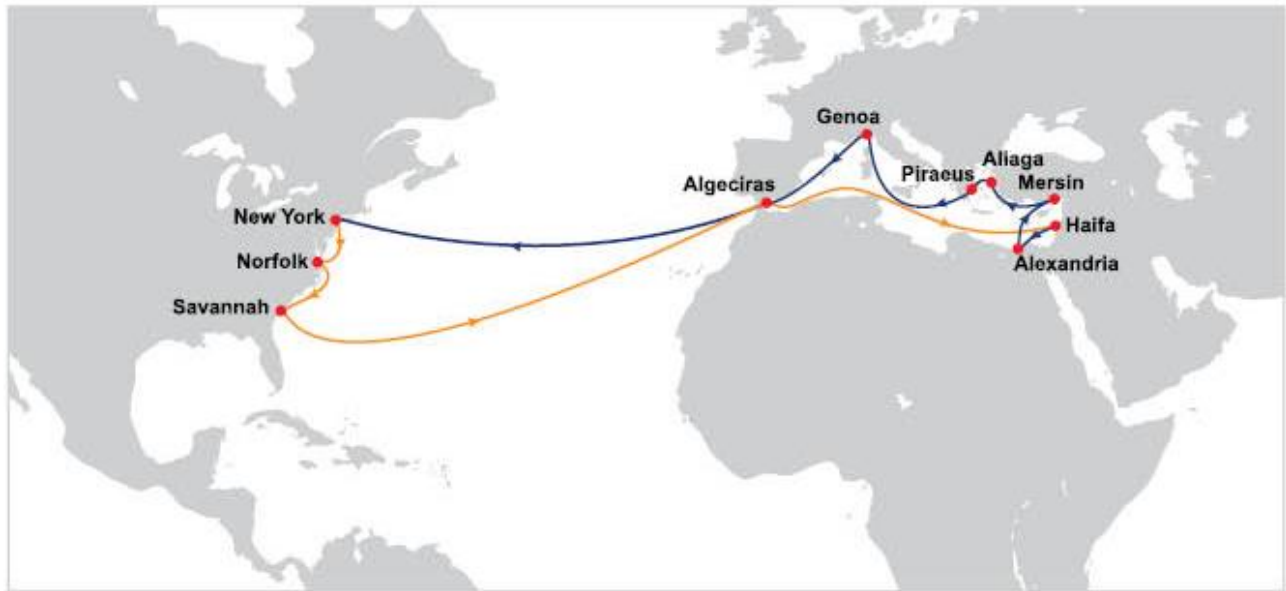 Genoa
Aliaga
Piraeus
Mersin
Algeciras
New York
Haifa
Norfolk
Alexandria
Savannah